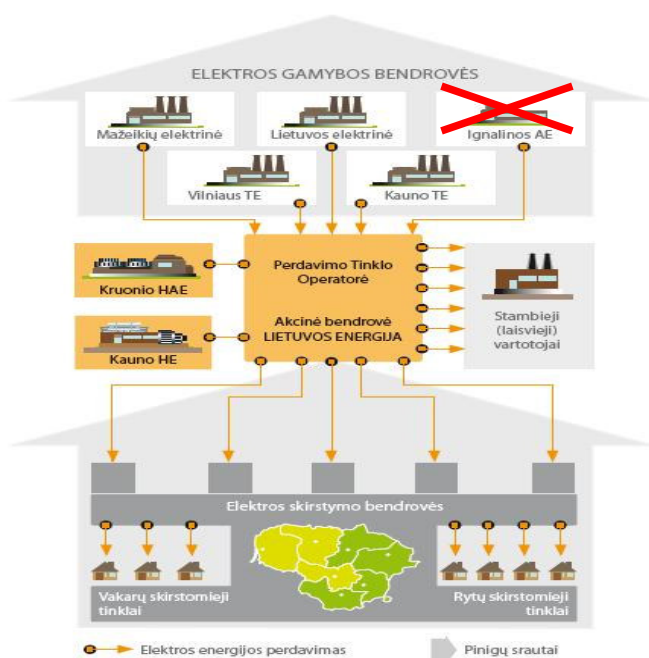 ELEKTROS GAMYBOS BENDROVĖS
Mažeikių elektrinė
Lietuvos elektrinė
Ignalinos AE
Vilniaus TE
Kauno TE
Kruonio HAE
Kauno HE
Perdavimo Tinklo
Operatorė
Akcinė bendrovė
LIETUVOS ENERGIJA
Stambieji
(laisvieji)
vartotojai
Elektros skirstymo bendrovės
Vakarų skirstomieji
tinklai
Rytų skirstomieji
tinklai
Elektros energijos perdavimas
Pinigų srautai